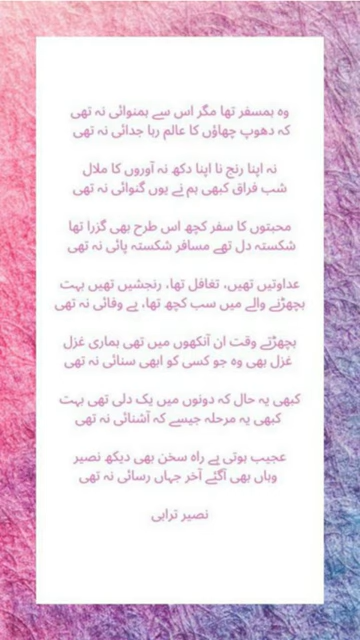 وہ ہمسفر تھا مگر اس سے ہمنوائی نہ تھی
کہ دھوپ چھاؤں کا عالم رہا جدائی نہ تھی
نہ اپنا رنج نا اپنا دکھ نہ آوروں کا ملال
شب فراق کبھی ہم نے یوں گنوائی نہ تھی
محبتوں کا سفر کچھ اس طرح بھی گزرا تھا
شکستہ دل تھے مسافر شکستہ پائی نہ تھی
عداوتیں تھیں، تغافل تھا، رنجشیں تھیں بہت
بچھڑنے والے میں سب کچھ تھا، بے وفائی نہ تھی
بچھڑتے وقت ان آنکھوں میں تھی ہماری غزل
غزل بھی وہ جو کسی کو ابھی سنائی نہ تھی
کبھی یہ حال کہ دونوں میں یک دلی تھی بہت
کبھی یہ مرحلہ جیسے کہ آشنائی نہ تھی
عجیب ہوتی ہے راہ سخن بھی دیکھ نصیر
وہاں بھی آگئے آخر جہاں رسائی نہ تھی
نصیر ترابی